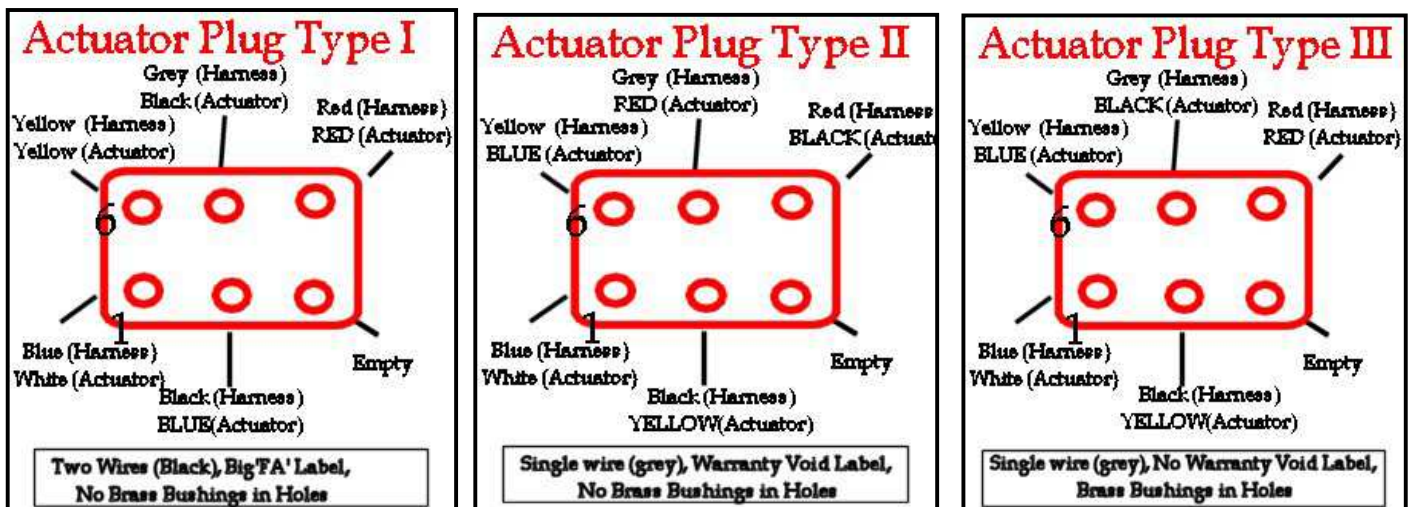 Actuator Plug Type I
Grey (Harness)
Black (Actuator)
Red (Harness}
RED (Actuator}
Yellow (Harness)
Yellow (Actuator)
6
1
Blue (Harness}
White (Actuator)
Empty
Black (Harness)
BLUE(Actuator)
Two Wires (Black), Big'FA' Label,
No Brass Bushings in Holes
Actuator Plug Type II
Grey (Harness)
RED (Actuator)
Red (Harness)
BLACK (Actuat
Yellow (Harness)
BLUE (Actuator)
6
1
Blue (Harness}
White (Actuator)
Empty
Black (Harness)
YELLOW(Actuator)
Single wire (grey), Warranty Void Label,
No Brass Bushings in Holes
Actuator Plug Type III
Grey (Harness)
BLACK (Actuator)
Red (Harness)
RED (Actuator)
Yellow (Harness)
BLUE (Actuator)
6
1
Blue (Harness}
White (Actuator)
Empty
Black (Harness)
YELLOW(Actuator)
Single wire (grey), No Warranty Void Label,
Brass Bushings in Holes